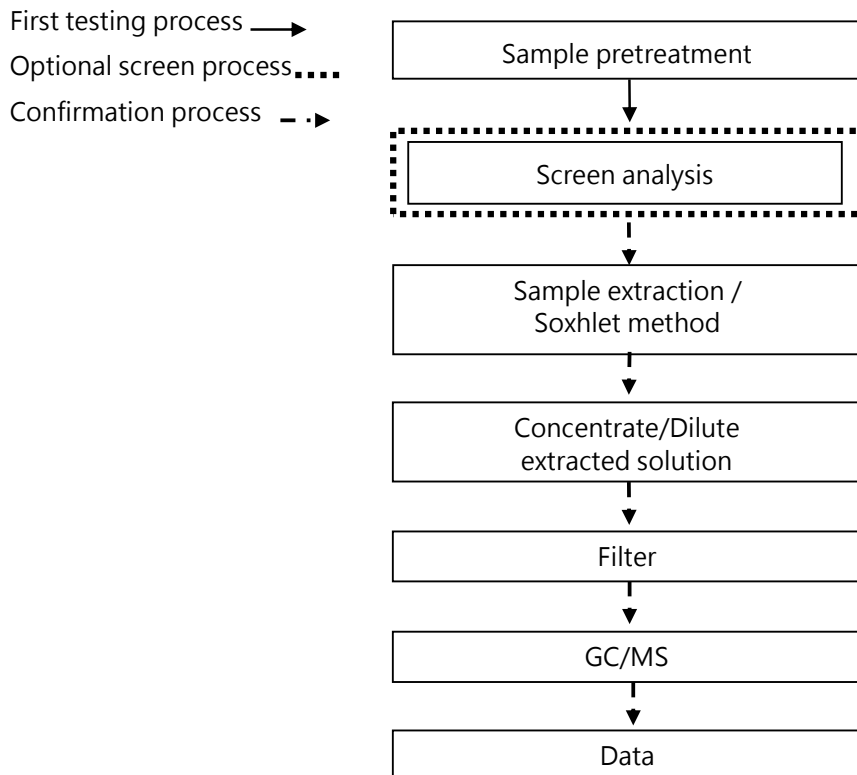 First testing process
Optional screen process
Confirmation process
Sample pretreatment
Screen analysis
Sample extraction /
Soxhlet method
Concentrate/Dilute
extracted solution
Filter
GC/MS
Data